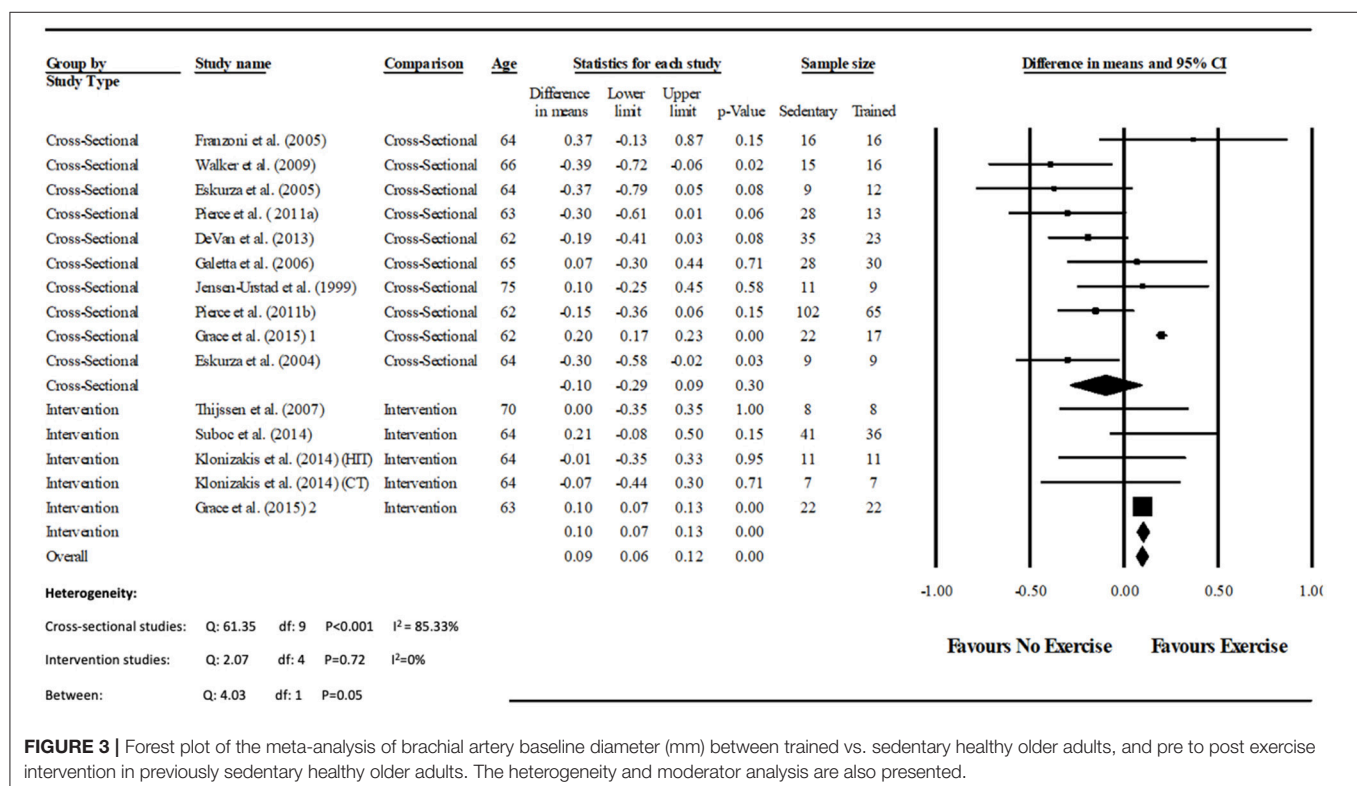 Group by Study name Comparison Age Statistics for each study Sample size Difference in means and 95% CI
Study Type
Difference Lower Upper
in means limit limit p-Value Sedentary Trained
Cross-Sectional Franzoni et al. (2005) Cross-Sectional 64 0.37 -0.13 0.87 0.15 16 16
Cross-Sectional Walker et al. (2009) Cross-Sectional 66 -0.39 -0.72 -0.06 0.02 15 16
Cross-Sectional Eskurza et al. (2005) Cross-Sectional 64 -0.37 -0.79 0.05 0.08 9 12
Cross-Sectional Pierce et al. (2011a) Cross-Sectional 63 -0.30 -0.61 0.01 0.06 28 13
Cross-Sectional DeVan et al. (2013) Cross-Sectional 62 -0.19 -0.41 0.03 0.08 35 23
Cross-Sectional Galetta et al. (2006) Cross-Sectional 65 0.07 -0.30 0.44 0.71 28 30
Cross-Sectional Jensen-Urstad et al. (1999) Cross-Sectional 75 0.10 -0.25 0.45 0.58 11 9
Cross-Sectional Pierce et al. (2011b) Cross-Sectional 62 -0.15 -0.36 0.06 0.15 102 65
Cross-Sectional Grace et al. (2015) 1 Cross-Sectional 62 0.20 0.17 0.23 0.00 22 17
Cross-Sectional Eskurza et al. (2004) Cross-Sectional 64 -0.30 -0.58 -0.02 0.03 9 9
Cross-Sectional -0.10 -0.29 0.09 0.30
Intervention Thijssen et al. (2007) Intervention 70 0.00 -0.35 0.35 1.00 8 8
Intervention Suboc et al. (2014) Intervention 64 0.21 -0.08 0.50 0.15 41 36
Intervention Klonizakis et al. (2014) (HIT) Intervention 64 -0.01 -0.35 0.33 0.95 11 11
Intervention Klonizakis et al. (2014) (CT) Intervention 64 -0.07 -0.44 0.30 0.71 7 7
Intervention Grace et al. (2015) 2 Intervention 63 0.10 0.07 0.13 0.00 22 22
Intervention 0.10 0.07 0.13 0.00
Overall 0.09 0.06 0.12 0.00
-1.00 -0.50 0.00 0.50 1.00
Heterogeneity:
Cross-sectional studies: Q: 61.35 df: 9 P<0.001 I² = 85.33%
Favours No Exercise Favours Exercise
Intervention studies: Q: 2.07 df: 4 P=0.72 I²=0%
Between: Q: 4.03 df: 1 P=0.05
FIGURE 3 | Forest plot of the meta-analysis of brachial artery baseline diameter (mm) between trained vs. sedentary healthy older adults, and pre to post exercise
intervention in previously sedentary healthy older adults. The heterogeneity and moderator analysis are also presented.